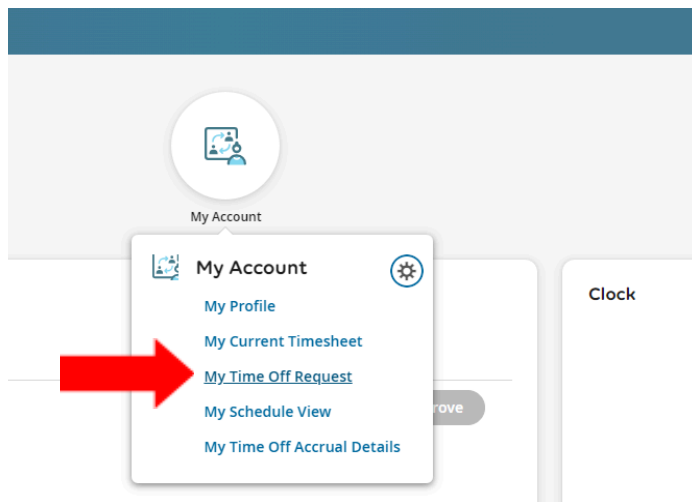 My Account
My Account
My Profile
Clock
My Current Timesheet
My Time Off Request
My Schedule View
rove
My Time Off Accrual Details